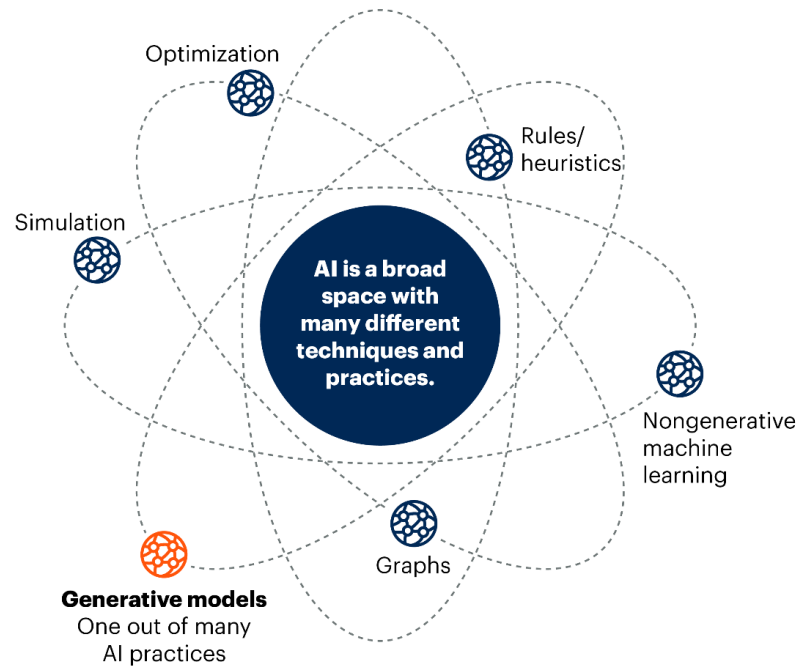 Optimization
Rules/
heuristics
Simulation
AI is a broad
space with
many different
techniques and
practices.
Nongenerative
machine
learning
Graphs
Generative models
One out of many
AI practices